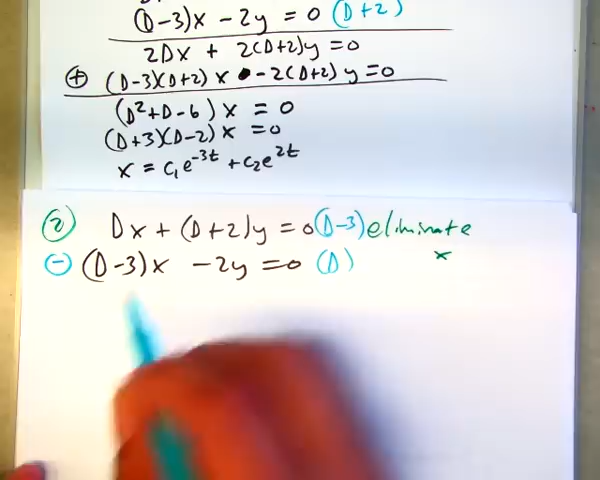 (D-3)x - 2y = 0 (D+2)
2Dx + 2(D+2)y = 0
⊕ (D-3)(D+2) x - 2(D+2) y = 0
(D²+D-6) x = 0
(D+3)(D-2) x = 0
x = c₁e^-3t + c₂e^2t
② Dx + (D+2)y = 0 (D-3) eliminate
⊖ (D-3)x - 2y = 0 (D) x